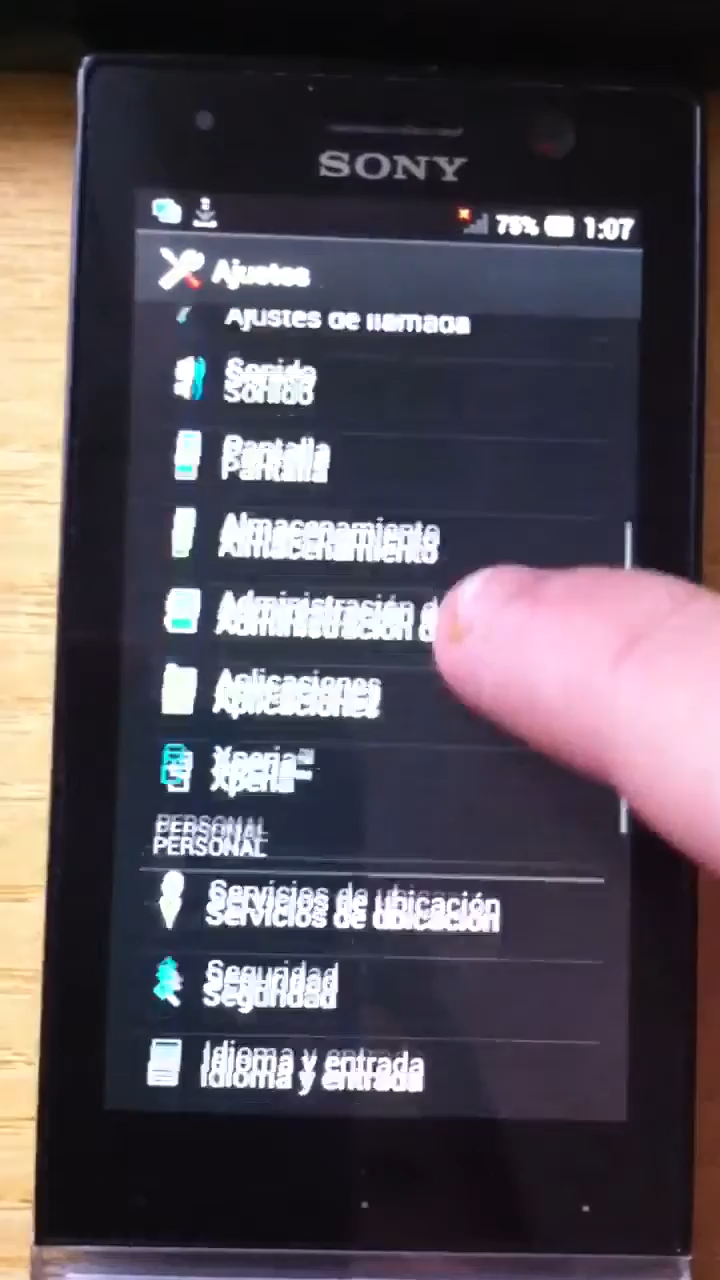 SONY
75% 1:07
Ajustes
Ajustes de llamada
Sonido
Pantalla
Almacenamiento
Administración d
Aplicaciones
Xperia™
PERSONAL
Servicios de ubicación
Seguridad
Idioma y entrada